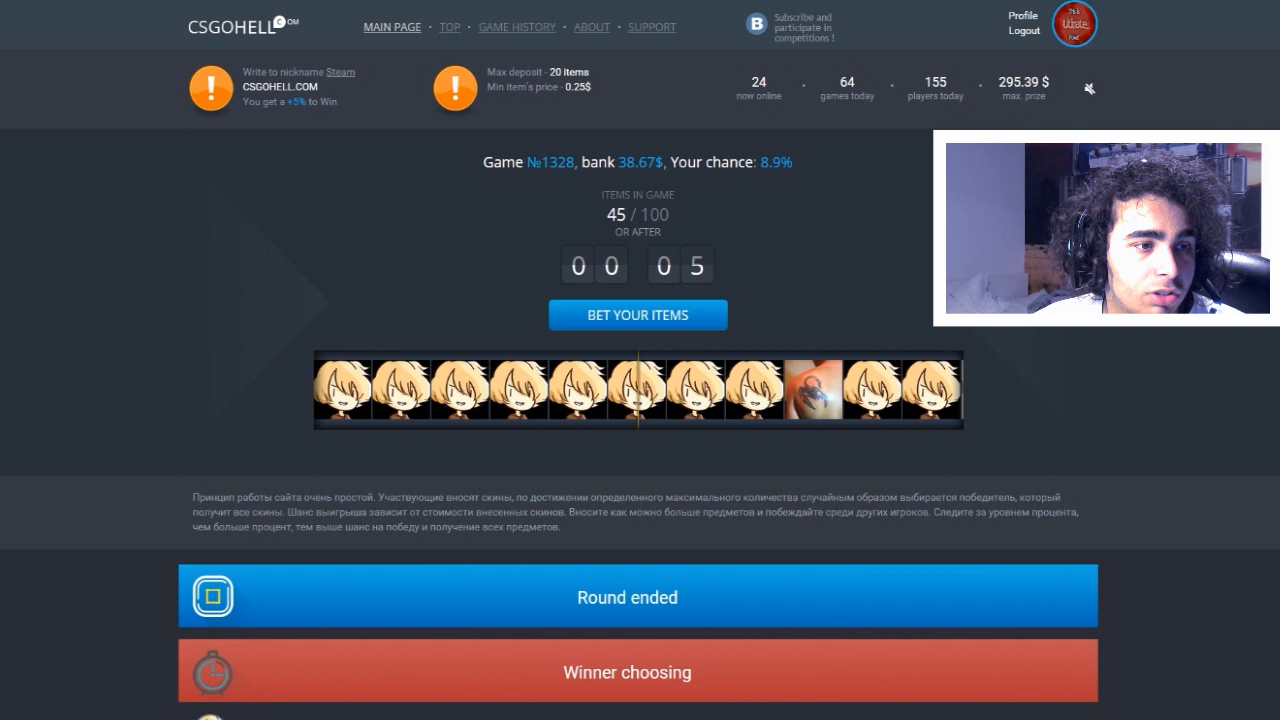 CSGOHELL.COM
MAIN PAGE · TOP · GAME HISTORY · ABOUT · SUPPORT
B
Subscribe and
participate in
competitions !
Profile
Logout
Write to nickname Steam
CSGOHELL.COM
You get a +5% to Win
Max deposit - 20 items
Min item's price - 0.25$
24
now online
64
games today
155
players today
295.39 $
max. prize
Game №1328, bank 38.67$, Your chance: 8.9%
ITEMS IN GAME
45 / 100
OR AFTER
0 0 0 5
BET YOUR ITEMS
Принцип работы сайта очень простой. Участвующие вносят скины, по достижении определенного максимального количества случайным образом выбирается победитель, который
получит все скины. Шанс выигрыша зависит от стоимости внесенных скинов. Вносите как можно больше предметов и побеждайте среди других игроков. Следите за уровнем процента,
чем больше процент, тем выше шанс на победу и получение всех предметов.
Round ended
Winner choosing